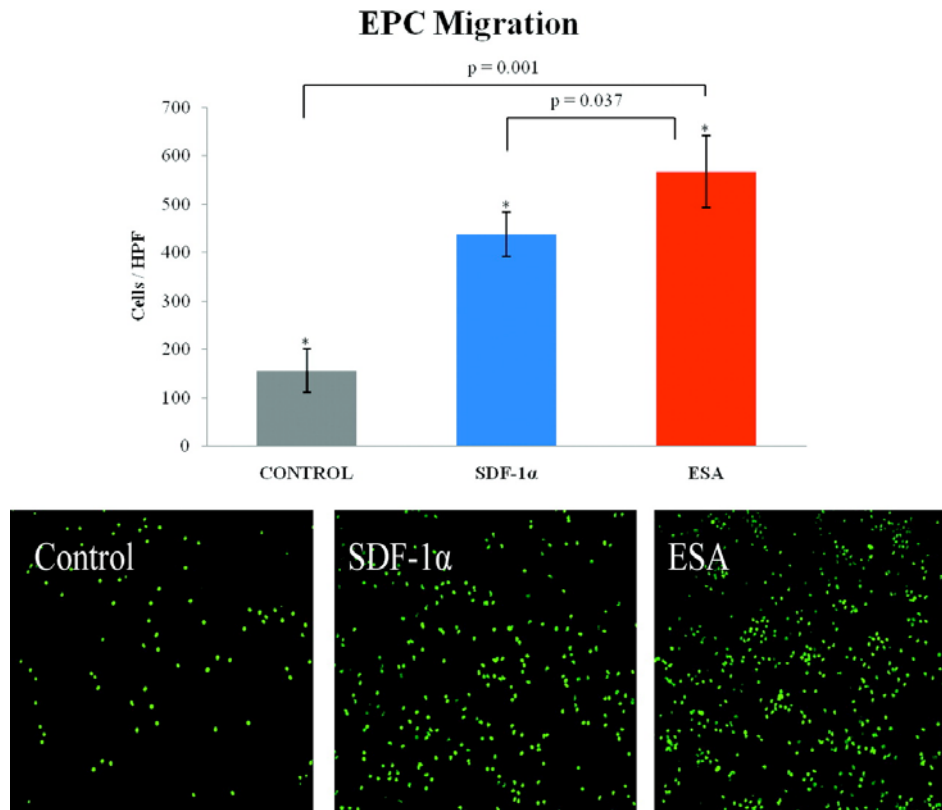 EPC Migration
p = 0.001
p = 0.037
700
600
500
400
300
200
100
0
Cells / HPF
*
*
*
CONTROL SDF-1α ESA
Control SDF-1α ESA